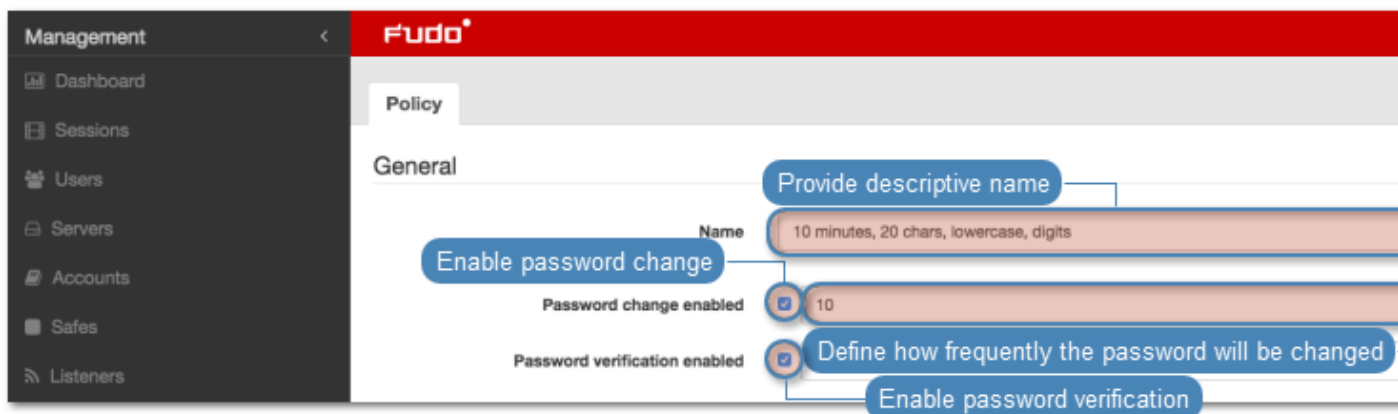 Management
Fudo
Dashboard
Policy
Sessions
General
Users
Provide descriptive name
Servers
Name
10 minutes, 20 chars, lowercase, digits
Enable password change
Accounts
Password change enabled
10
Safes
Password verification enabled
Define how frequently the password will be changed
Listeners
Enable password verification